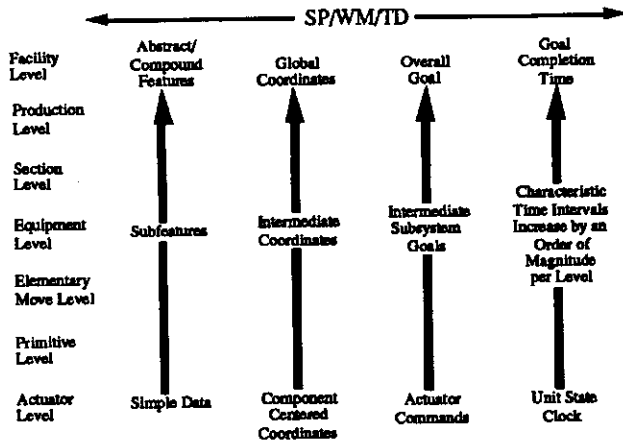 SP/WM/TD
Facility
Level
Abstract/
Compound
Features
Global
Coordinates
Overall
Goal
Goal
Completion
Time
Production
Level
Section
Level
Equipment
Level
Subfeatures
Intermediate
Coordinates
Intermediate
Subsystem
Goals
Characteristic
Time Intervals
Increase by an
Order of
Magnitude
per Level
Elementary
Move Level
Primitive
Level
Actuator
Level
Simple Data
Component
Centered
Coordinates
Actuator
Commands
Unit State
Clock